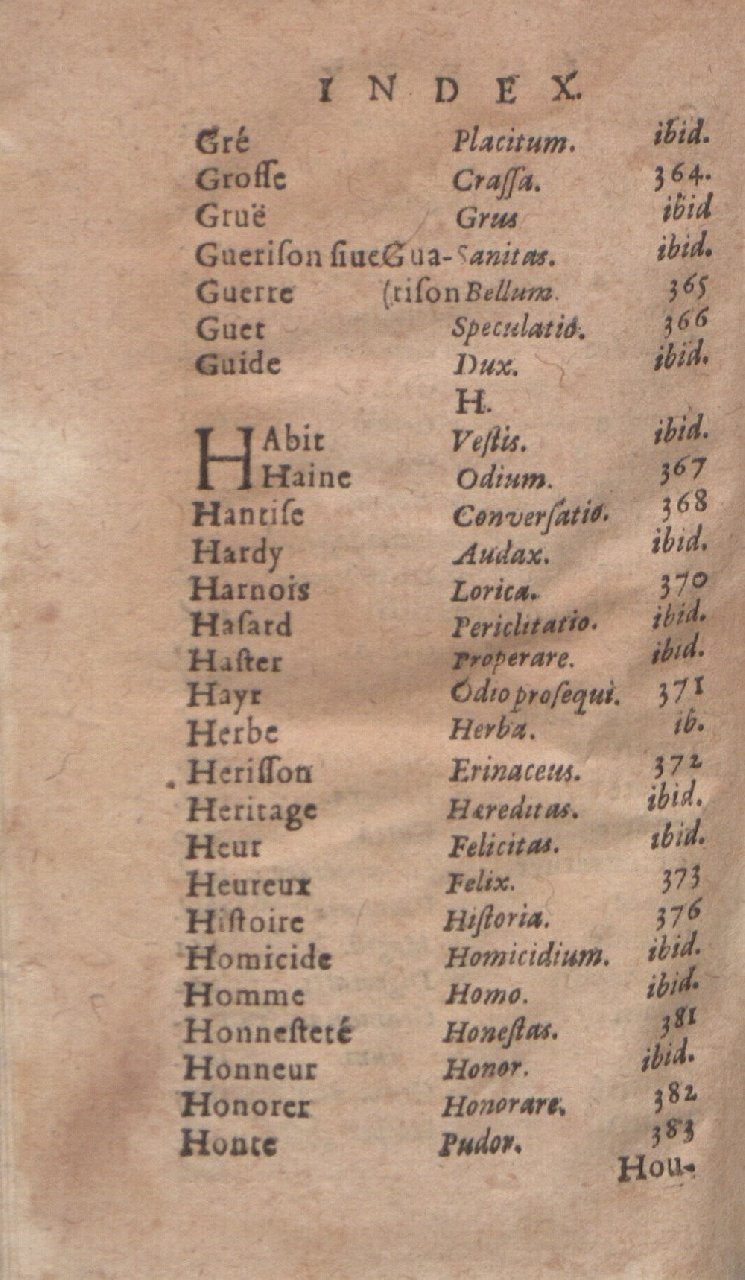 INDEX.
Gré Placitum. ibid.
Groſſe Craſſa. 364.
Gruë Grus ibid
Gueriſon ſiue Gua- Sanitas. ibid.
Guerre (riſon Bellum. 365
Guet Speculatio. 366
Guide Dux. ibid.
H.
HAbit Veſtis. ibid.
Haine Odium. 367
Hantiſe Converſatio. 368
Hardy Audax. ibid.
Harnois Lorica. 370
Haſard Periclitatio. ibid.
Haſter Properare. ibid.
Hayr Odio proſequi. 371
Herbe Herba. ib.
Heriſſon Erinaceus. 372
Heritage Hæreditas. ibid.
Heur Felicitas. ibid.
Heureux Felix. 373
Hiſtoire Hiſtoria. 376
Homicide Homicidium. ibid.
Homme Homo. ibid.
Honneſteté Honeſtas. 381
Honneur Honor. ibid.
Honorer Honorare. 382
Honte Pudor. 383
Hou-